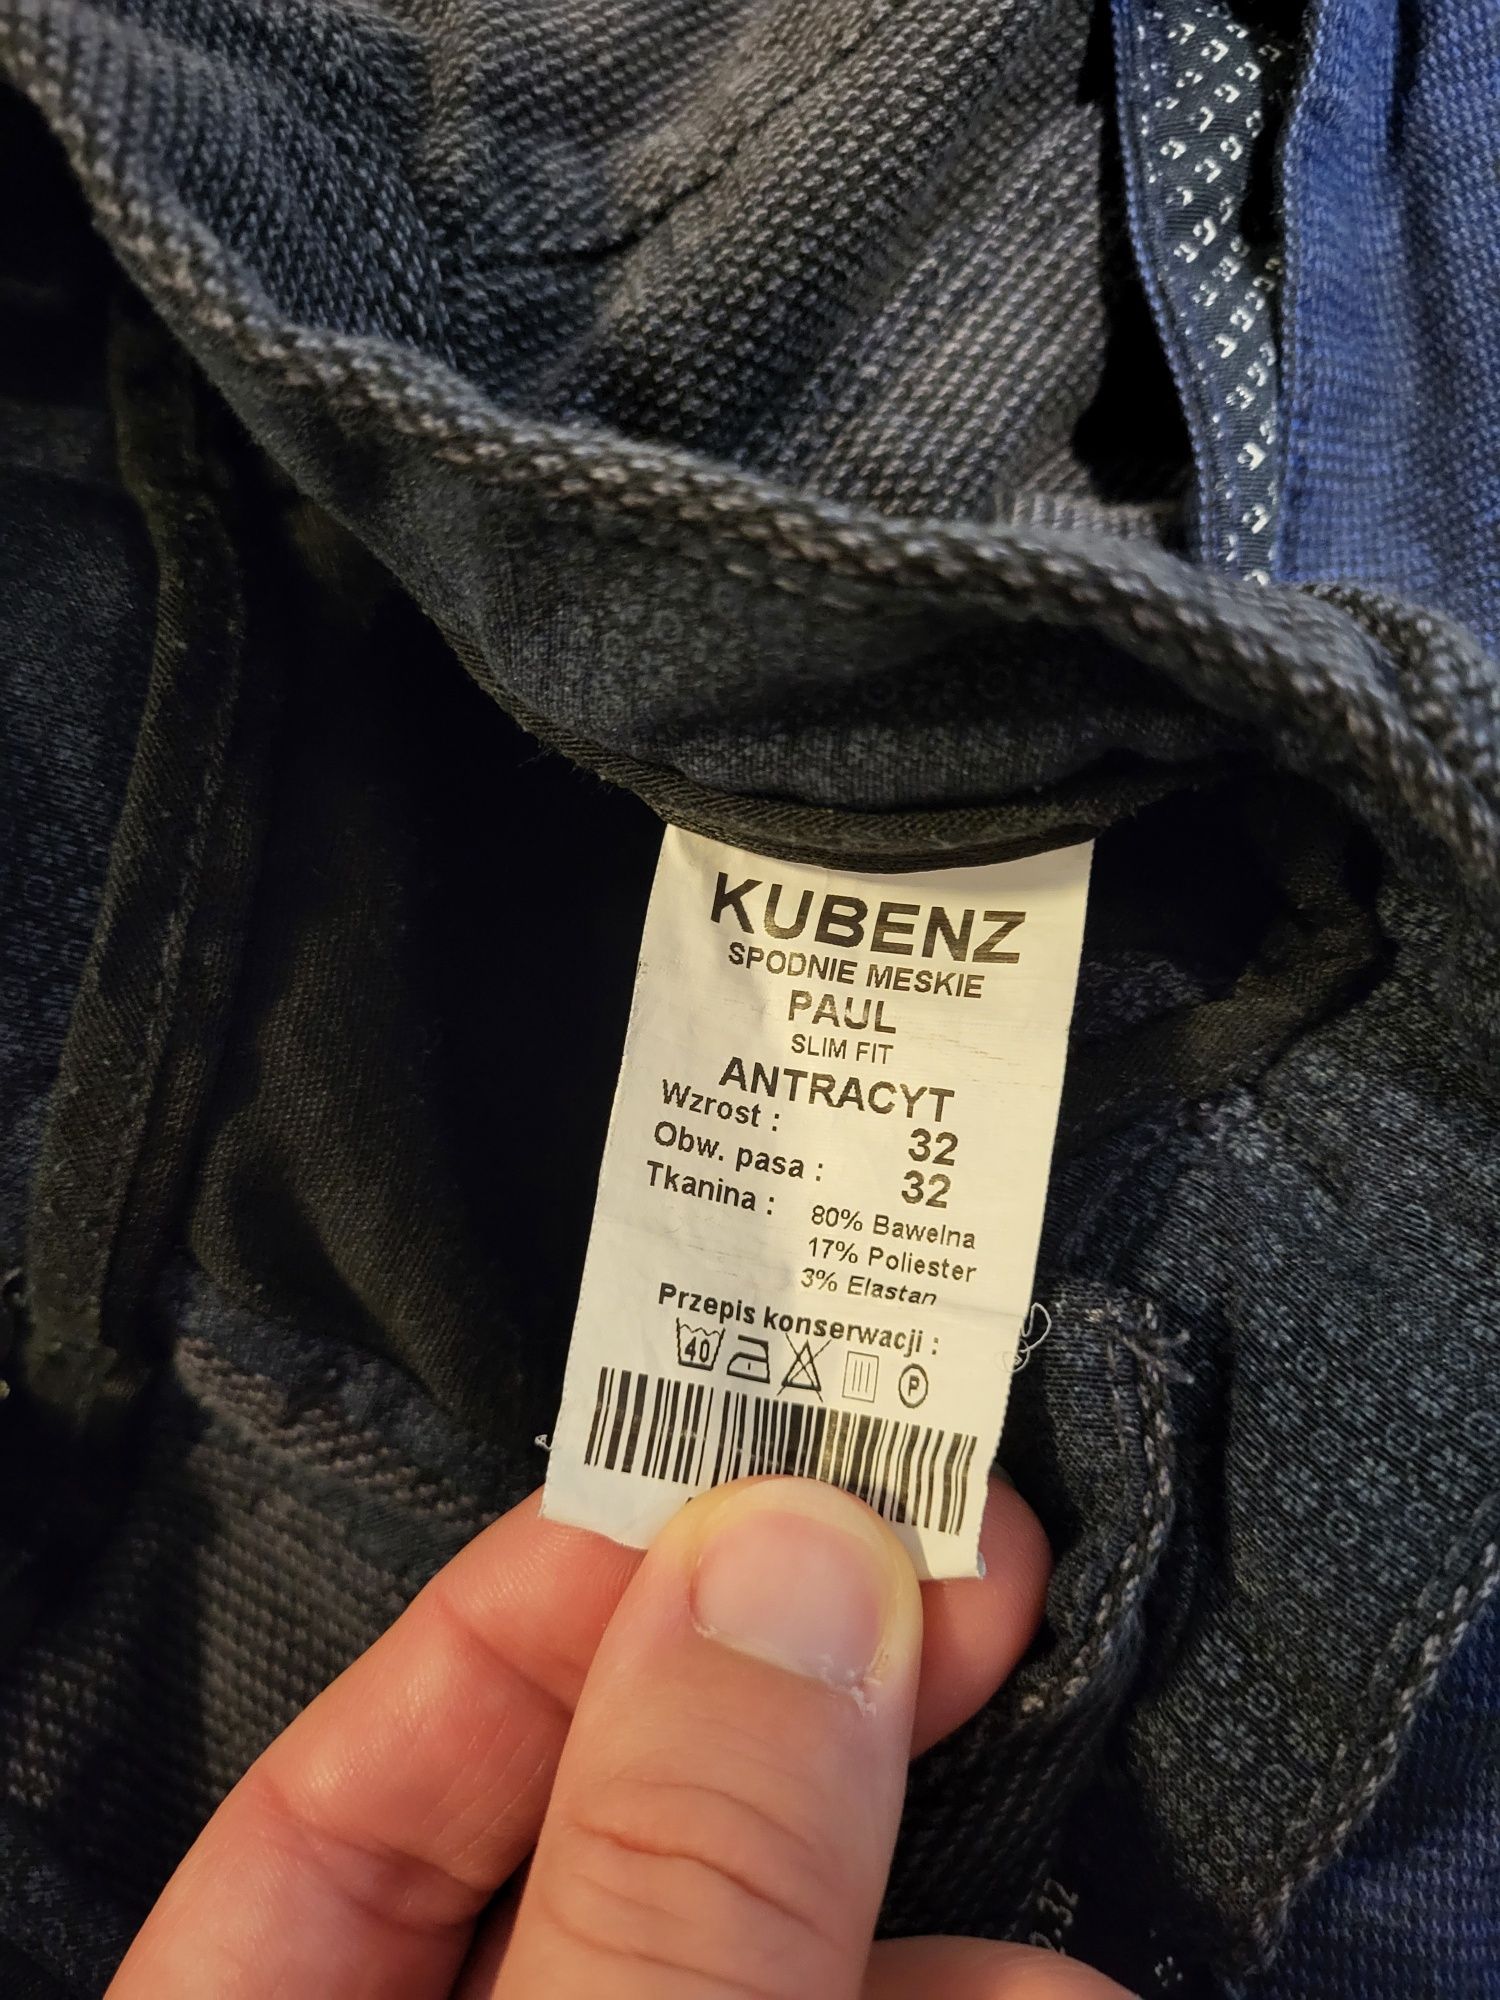 KUBENZ
SPODNIE MESKIE
PAUL
SLIM FIT
ANTRACYT
Wzrost : 32
Obw. pasa : 32
Tkanina : 80% Bawelna
17% Poliester
3% Elastan
Przepis konserwacji :
40
P